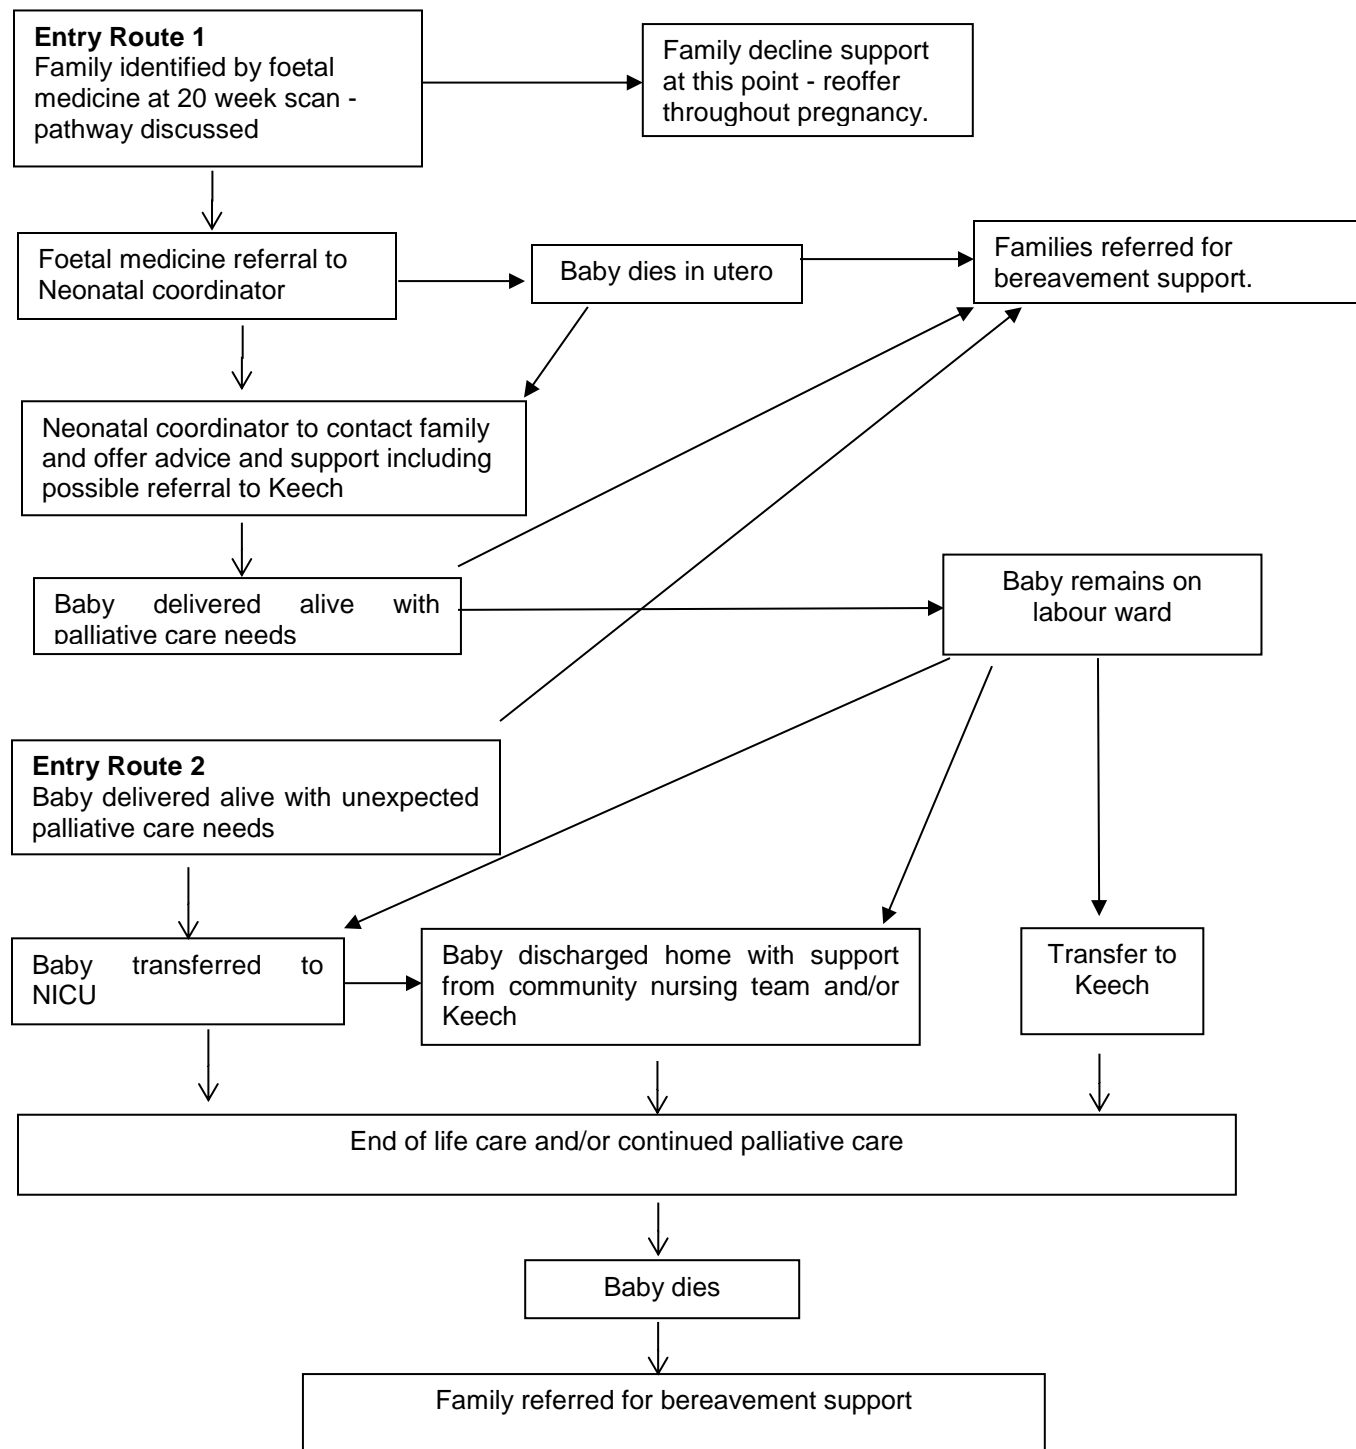 Entry Route 1
Family identified by foetal
medicine at 20 week scan -
pathway discussed
Family decline support
at this point - reoffer
throughout pregnancy.
Foetal medicine referral to
Neonatal coordinator
Baby dies in utero
Families referred for
bereavement support.
Neonatal coordinator to contact family
and offer advice and support including
possible referral to Keech
Baby delivered alive with
palliative care needs
Baby remains on
labour ward
Entry Route 2
Baby delivered alive with unexpected
palliative care needs
Baby transferred to
NICU
Baby discharged home with support
from community nursing team and/or
Keech
Transfer to
Keech
End of life care and/or continued palliative care
Baby dies
Family referred for bereavement support